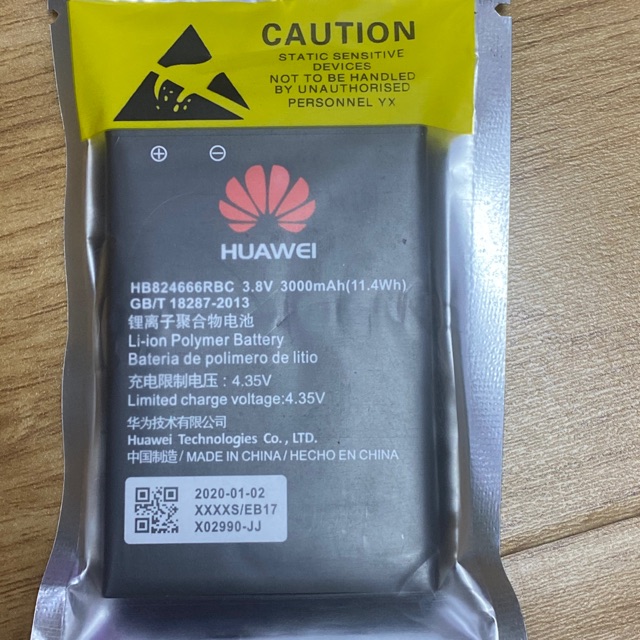 CAUTION
STATIC SENSITIVE
DEVICES
NOT TO BE HANDLED
BY UNAUTHORISED
PERSONNEL YX
⊕ ⊖
HUAWEI
HB824666RBC 3.8V 3000mAh(11.4Wh)
GB/T 18287-2013
锂离子聚合物电池
Li-ion Polymer Battery
Bateria de polimero de litio
充电限制电压: 4.35V
Limited charge voltage:4.35V
华为技术有限公司
Huawei Technologies Co., LTD.
中国制造/ MADE IN CHINA/ HECHO EN CHINA
2020-01-02
XXXXS/EB17
X02990-JJ